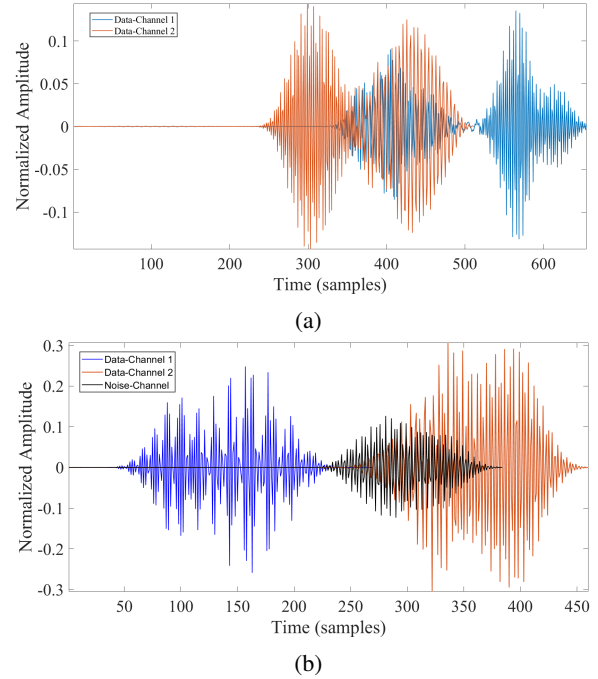 Data-Channel 1
Data-Channel 2
Normalized Amplitude
0.1
0.05
0
-0.05
-0.1
100 200 300 400 500 600
Time (samples)
(a)
Data-Channel 1
Data-Channel 2
Noise-Channel
Normalized Amplitude
0.3
0.2
0.1
0
-0.1
-0.2
-0.3
50 100 150 200 250 300 350 400 450
Time (samples)
(b)